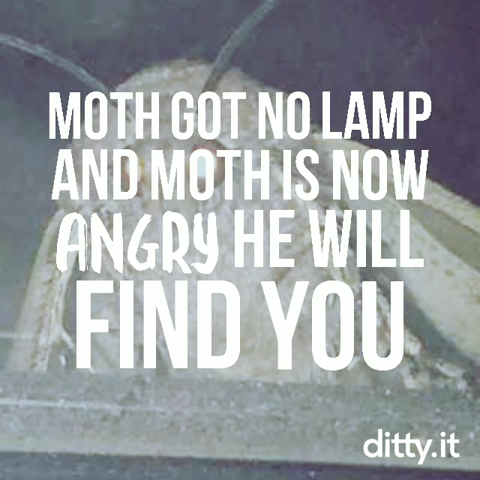 MOTH GOT NO LAMP
AND MOTH IS NOW
ANGRY HE WILL
FIND YOU
ditty.it